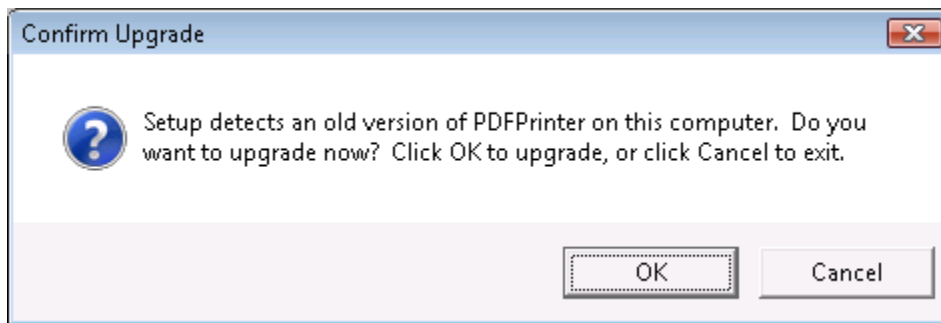 Confirm Upgrade
Setup detects an old version of PDFPrinter on this computer.  Do you
want to upgrade now?  Click OK to upgrade, or click Cancel to exit.
OK
Cancel